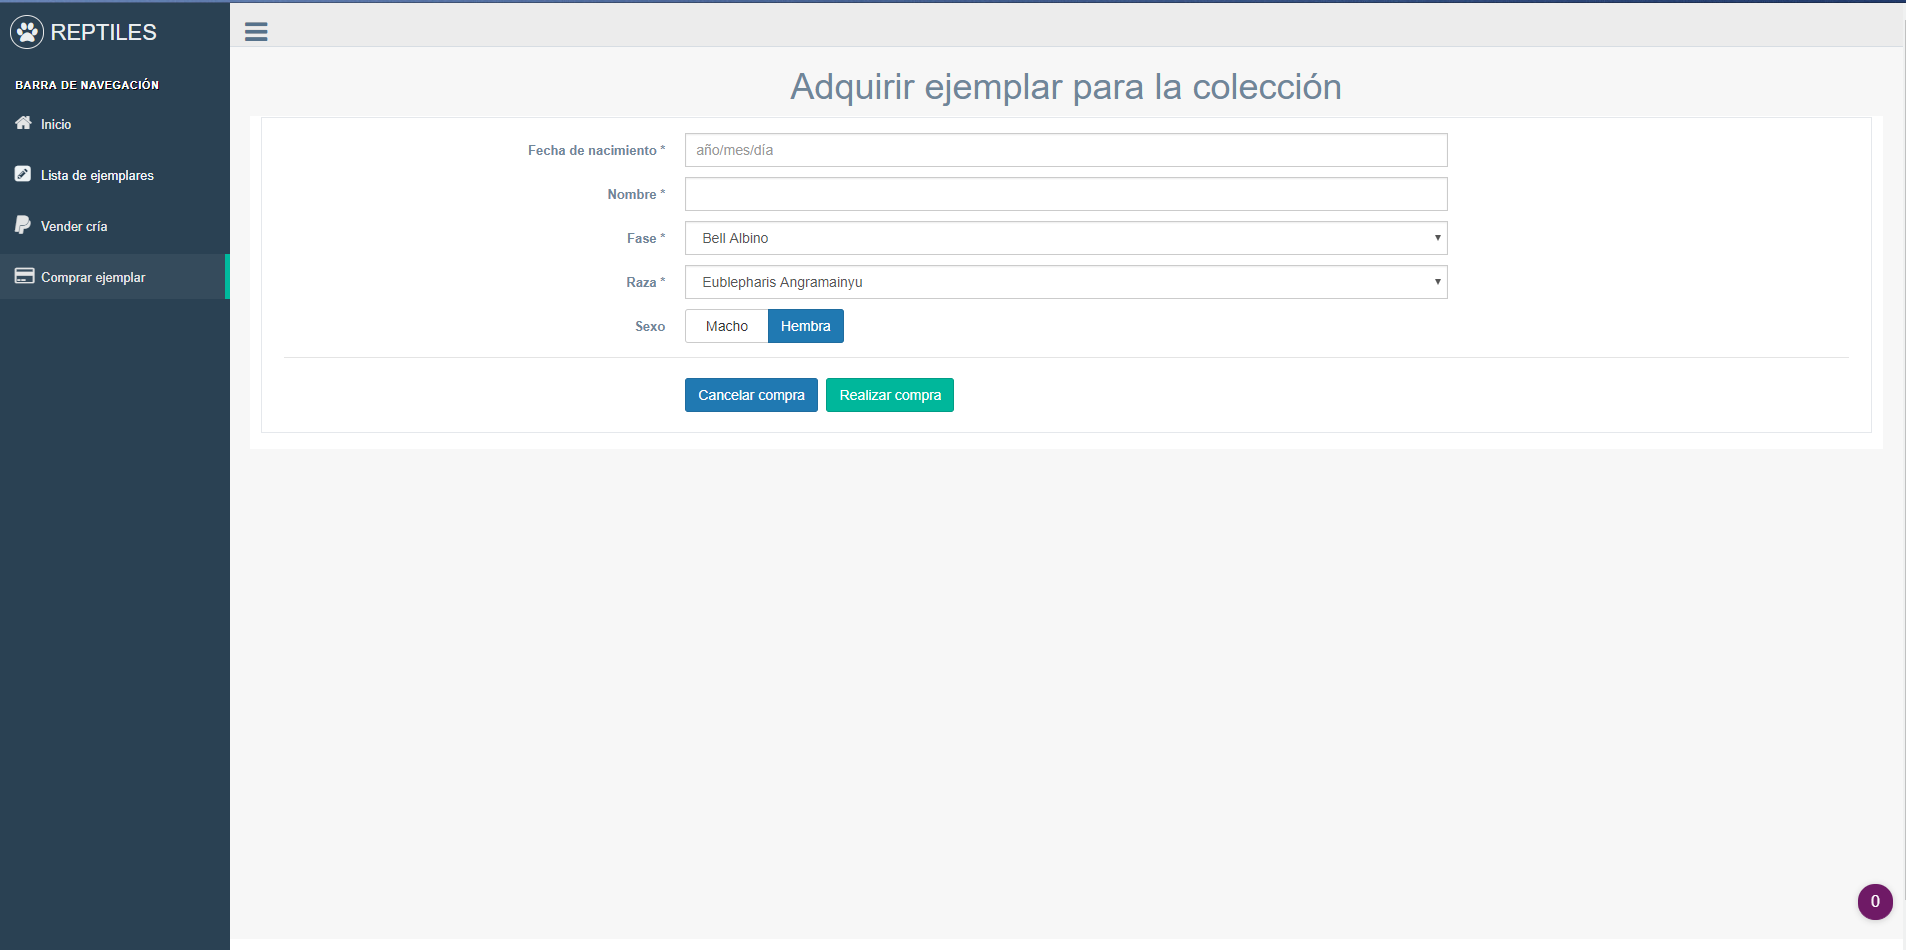 REPTILES
BARRA DE NAVEGACIÓN
Inicio
Lista de ejemplares
Vender cría
Comprar ejemplar
Adquirir ejemplar para la colección
Fecha de nacimiento * año/mes/día
Nombre *
Fase * Bell Albino
Raza * Eublepharis Angramainyu
Sexo Macho Hembra
Cancelar compra Realizar compra
0